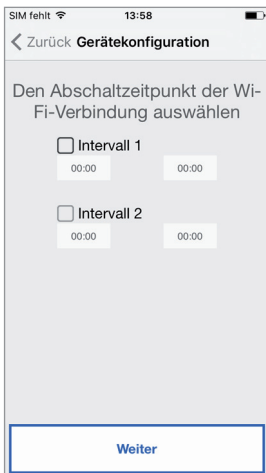 SIM fehlt 13:58
Zurück Gerätekonfiguration
Den Abschaltzeitpunkt der Wi-
Fi-Verbindung auswählen
Intervall 1
00:00 00:00
Intervall 2
00:00 00:00
Weiter